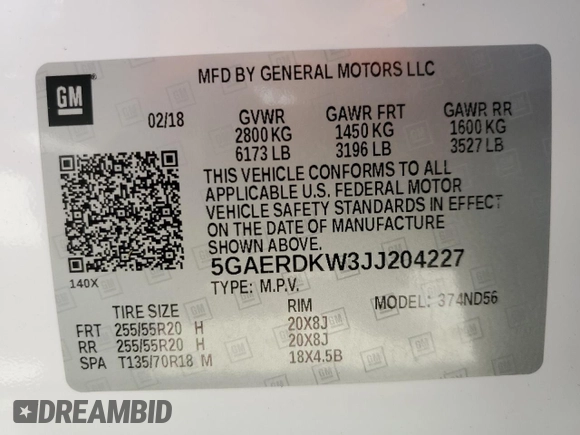 GM
MFD BY GENERAL MOTORS LLC
02/18 GVWR GAWR FRT GAWR RR
2800 KG 1450 KG 1600 KG
6173 LB 3196 LB 3527 LB
THIS VEHICLE CONFORMS TO ALL
APPLICABLE U.S. FEDERAL MOTOR
VEHICLE SAFETY STANDARDS IN EFFECT
ON THE DATE OF MANUFACTURE
SHOWN ABOVE.
5GAERDKW3JJ204227
140X TYPE: M.P.V. MODEL: 374ND56
TIRE SIZE RIM
FRT 255/55R20 H 20X8J
RR 255/55R20 H 20X8J
SPA T135/70R18 M 18X4.5B
DREAMBID